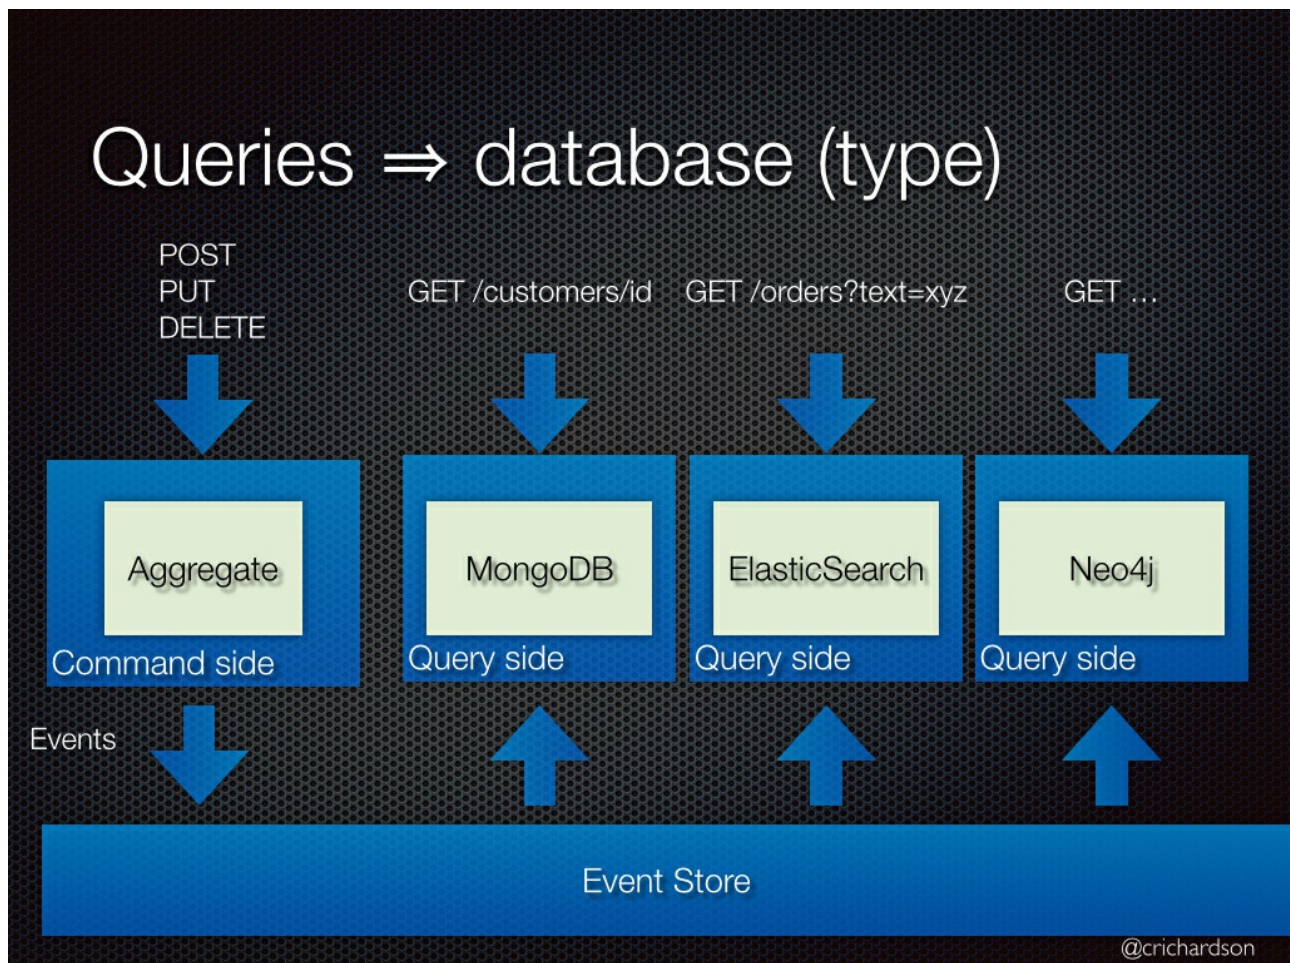 Queries ⇒ database (type)
POST
PUT
DELETE
GET /customers/id
GET /orders?text=xyz
GET …
Aggregate
Command side
MongoDB
Query side
ElasticSearch
Query side
Neo4j
Query side
Events
Event Store
@crichardson